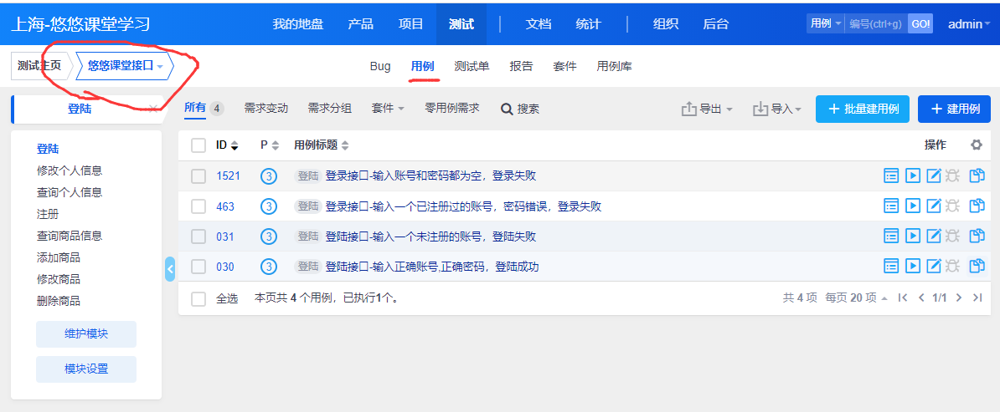 上海-悠悠课堂学习 我的地盘 产品 项目 测试 文档 统计 组织 后台 用例 编号(ctrl+g) GO! admin
测试主页 悠悠课堂接口 Bug 用例 测试单 报告 套件 用例库
登陆 所有 4 需求变动 需求分组 套件 零用例需求 搜索 导出 导入 + 批量建用例 + 建用例
登陆
修改个人信息
查询个人信息
注册
查询商品信息
添加商品
修改商品
删除商品
维护模块
模块设置
ID P 用例标题 操作
1521 3 登陆 登录接口-输入账号和密码都为空，登录失败
463 3 登陆 登录接口-输入一个已注册过的账号，密码错误，登录失败
031 3 登陆 登陆接口-输入一个未注册的账号，登陆失败
030 3 登陆 登陆接口-输入正确账号,正确密码，登陆成功
全选 本页共 4 个用例，已执行1个。 共 4 项 每页 20 项 1/1